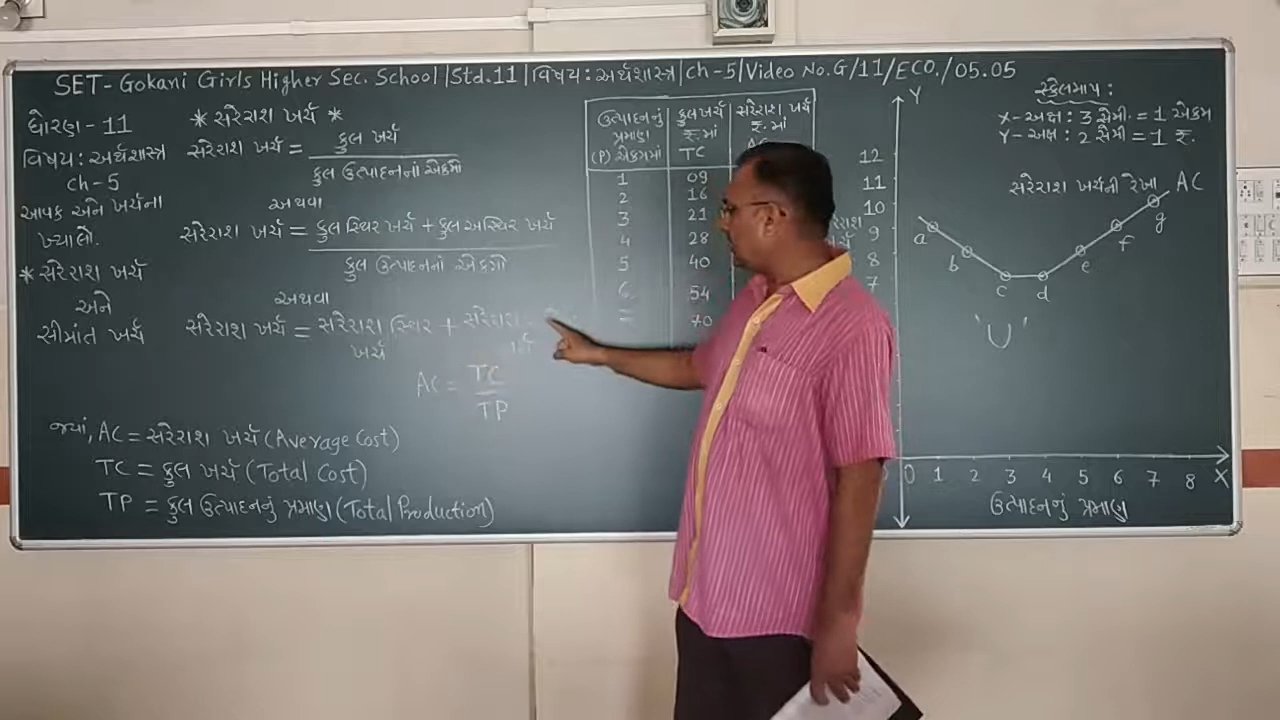 SET- Gokani Girls Higher Sec. School | Std.11 | વિષય: અર્થશાસ્ત્ર | ch-5 | Video No. G/11/ECO./05.05
ધોરણ-11
વિષય: અર્થશાસ્ત્ર
ch-5
આવક અને ખર્ચના
ખ્યાલો.
* સરેરાશ ખર્ચ
અને
સીમાંત ખર્ચ
* સરેરાશ ખર્ચ *
સરેરાશ ખર્ચ = કુલ ખર્ચ
કુલ ઉત્પાદનનાં એકમો
અથવા
સરેરાશ ખર્ચ = કુલ સ્થિર ખર્ચ + કુલ અસ્થિર ખર્ચ
કુલ ઉત્પાદનનાં એકમો
અથવા
સરેરાશ ખર્ચ = સરેરાશ સ્થિર + સરેરાશ
ખર્ચ
AC = TC
TP
જ્યાં, AC = સરેરાશ ખર્ચ (Average Cost)
TC = કુલ ખર્ચ (Total Cost)
TP = કુલ ઉત્પાદનનું પ્રમાણ (Total Production)
ઉત્પાદનનું કુલ ખર્ચ સરેરાશ ખર્ચ
પ્રમાણ રૂ.માં રૂ.માં
(P) એકમમાં TC
1 09
2 16
3 21
4 28
5 40
6 54
70
સ્કેલમાપ:
X-અક્ષ: 3 સેમી. = 1 એકમ
Y-અક્ષ: 2 સેમી = 1 રૂ.
Y
12
11
10
9
8
7
સરેરાશ ખર્ચની રેખા AC
a b c d e f g
'U'
0 1 2 3 4 5 6 7 8 X
ઉત્પાદનનું પ્રમાણ